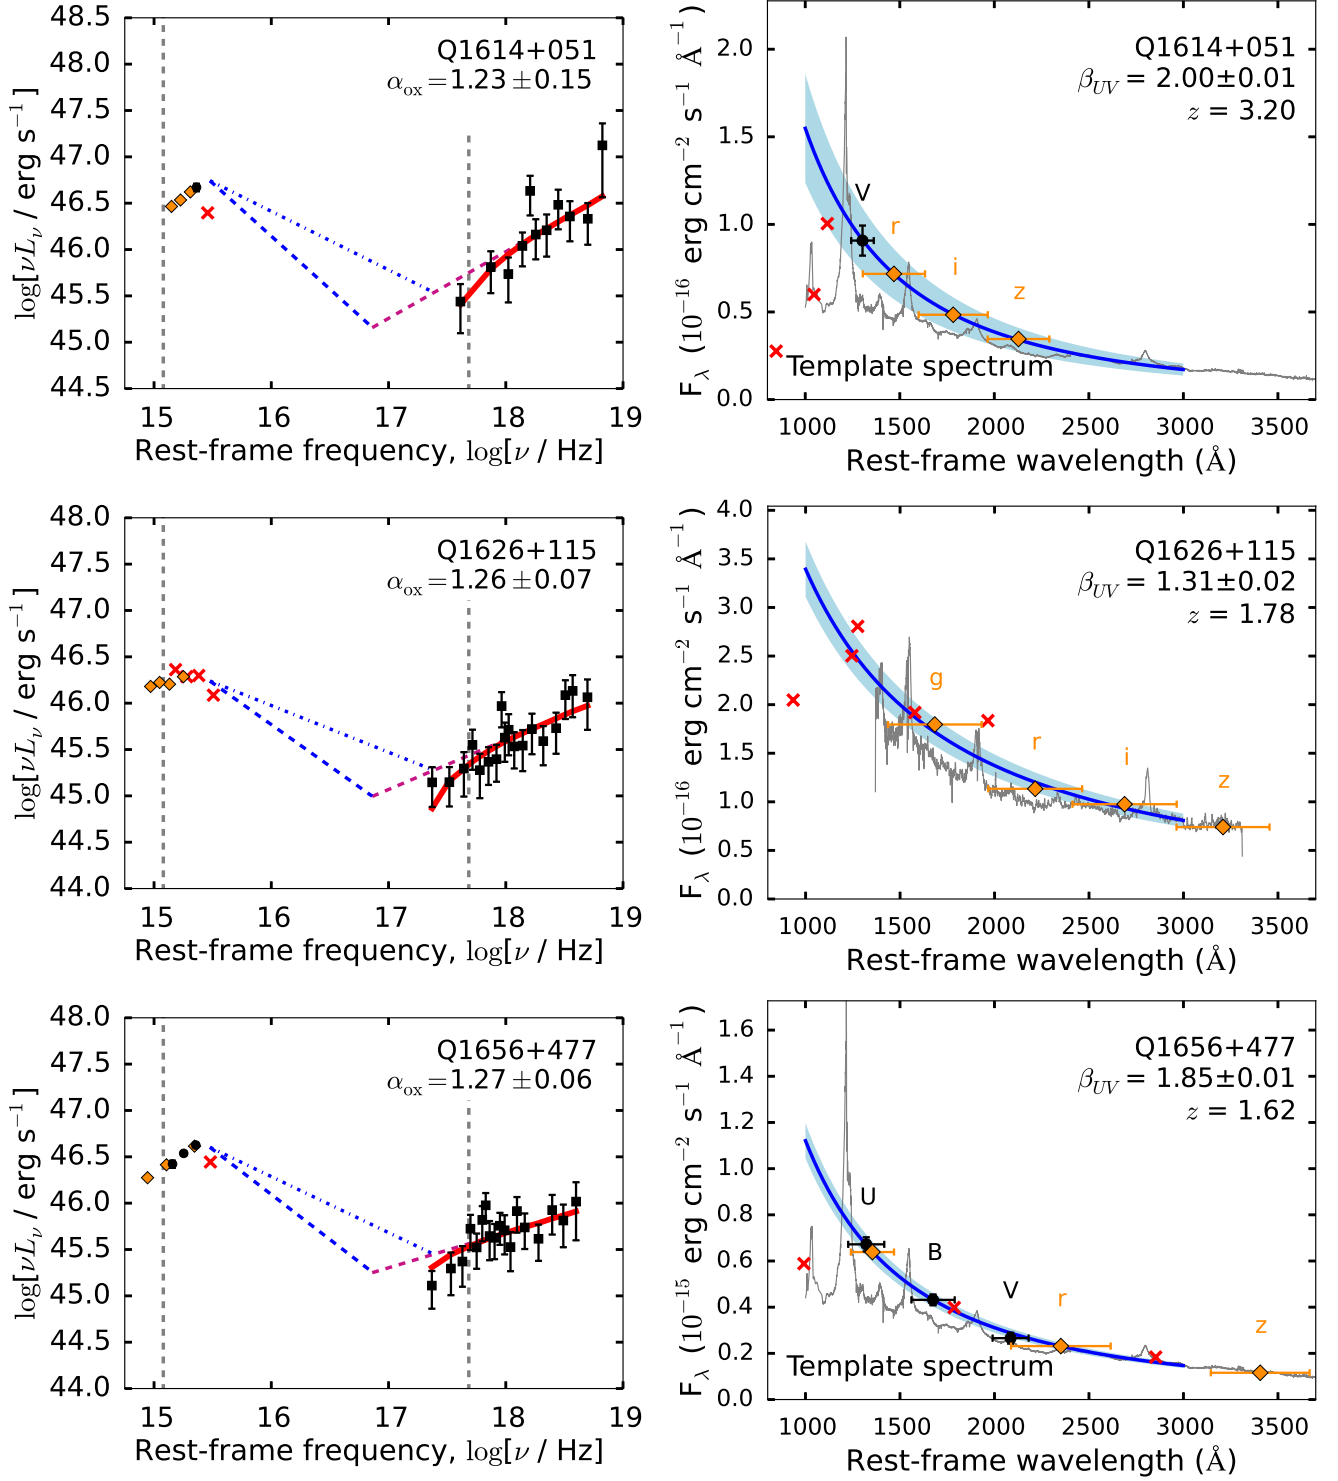 48.5
48.0
47.5
47.0
46.5
46.0
45.5
45.0
44.5
log[νL_ν / erg s⁻¹]
Q1614+051
α_ox = 1.23 ± 0.15
15 16 17 18 19
Rest-frame frequency, log[ν / Hz]
2.0
1.5
1.0
0.5
0.0
F_λ (10⁻¹⁶ erg cm⁻² s⁻¹ Å⁻¹)
Q1614+051
β_UV = 2.00±0.01
z = 3.20
V
r
i
z
Template spectrum
1000 1500 2000 2500 3000 3500
Rest-frame wavelength (Å)
48.0
47.5
47.0
46.5
46.0
45.5
45.0
44.5
44.0
log[νL_ν / erg s⁻¹]
Q1626+115
α_ox = 1.26 ± 0.07
15 16 17 18 19
Rest-frame frequency, log[ν / Hz]
4.0
3.5
3.0
2.5
2.0
1.5
1.0
0.5
0.0
F_λ (10⁻¹⁶ erg cm⁻² s⁻¹ Å⁻¹)
Q1626+115
β_UV = 1.31±0.02
z = 1.78
g
r
i
z
1000 1500 2000 2500 3000 3500
Rest-frame wavelength (Å)
48.0
47.5
47.0
46.5
46.0
45.5
45.0
44.5
44.0
log[νL_ν / erg s⁻¹]
Q1656+477
α_ox = 1.27 ± 0.06
15 16 17 18 19
Rest-frame frequency, log[ν / Hz]
1.6
1.4
1.2
1.0
0.8
0.6
0.4
0.2
0.0
F_λ (10⁻¹⁵ erg cm⁻² s⁻¹ Å⁻¹)
Q1656+477
β_UV = 1.85±0.01
z = 1.62
U
B
V
r
z
Template spectrum
1000 1500 2000 2500 3000 3500
Rest-frame wavelength (Å)